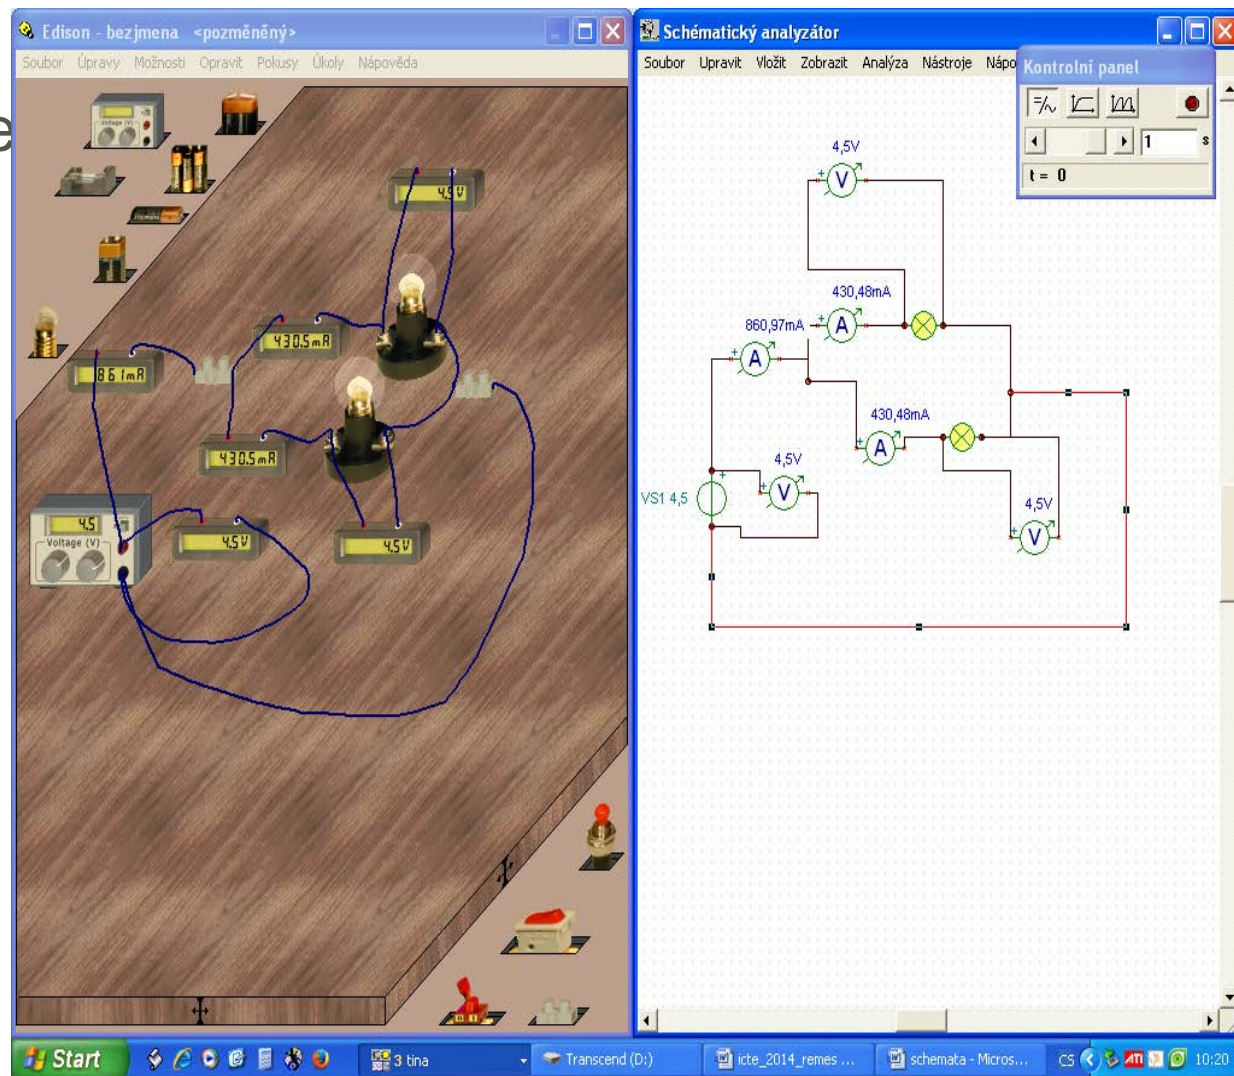 e
Edison - bezjmena <pozměněný>
Soubor Úpravy Možnosti Opravit Pokusy Úkoly Nápověda
Voltage (V)
4.5V
430.5mA
861mA
430.5mA
4.5
Voltage (V)
4.5V
4.5V
Schématický analyzátor
Soubor Upravit Vložit Zobrazit Analýza Nástroje Nápo
Kontrolní panel
1 s
t = 0
4,5V
V
430,48mA
860,97mA
A
A
430,48mA
A
4,5V
VS1 4,5
V
4,5V
V
Start
3 tina
Transcend (D:)
icte_2014_remes ...
schemata - Micros...
CS
ATI
10:20